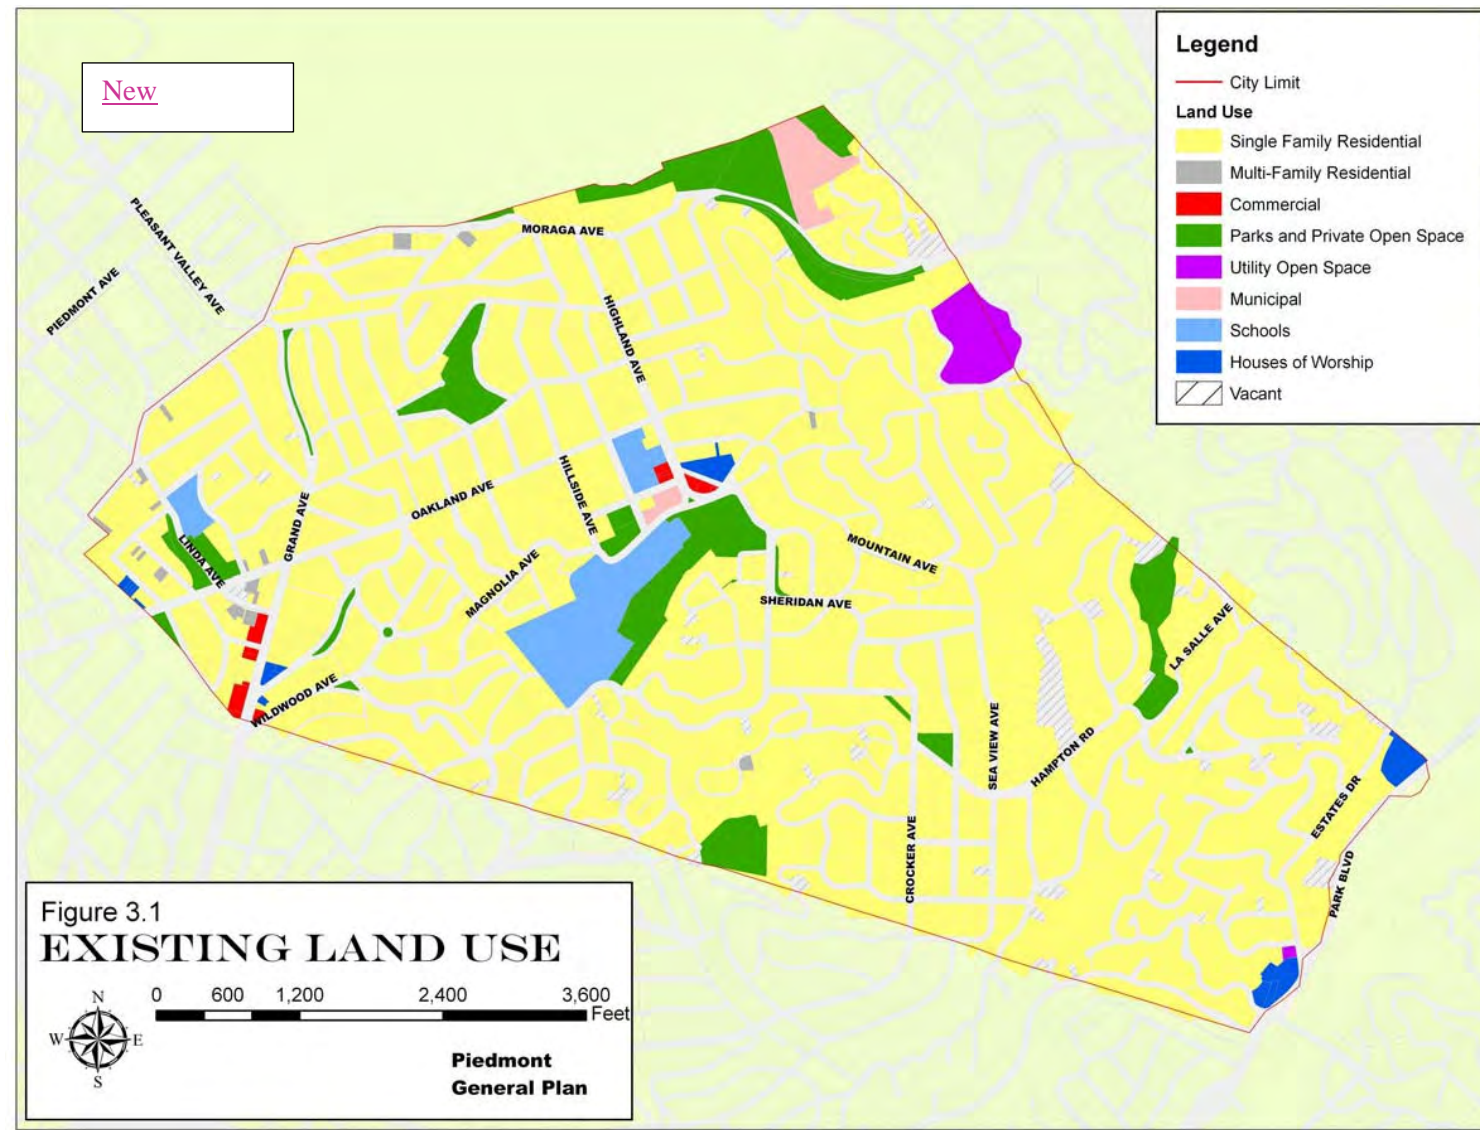 New
Legend
City Limit
Land Use
Single Family Residential
Multi-Family Residential
Commercial
Parks and Private Open Space
Utility Open Space
Municipal
Schools
Houses of Worship
Vacant
PLEASANT VALLEY AVE
PIEDMONT AVE
MORAGA AVE
HIGHLAND AVE
HILLSIDE AVE
OAKLAND AVE
GRAND AVE
LINDA AVE
MAGNOLIA AVE
MOUNTAIN AVE
SHERIDAN AVE
LA SALLE AVE
WILDWOOD AVE
SEA VIEW AVE
HAMPTON RD
CROCKER AVE
ESTATES DR
PARK BLVD
Figure 3.1
EXISTING LAND USE
N
W E
S
0 600 1,200 2,400 3,600
Feet
Piedmont
General Plan